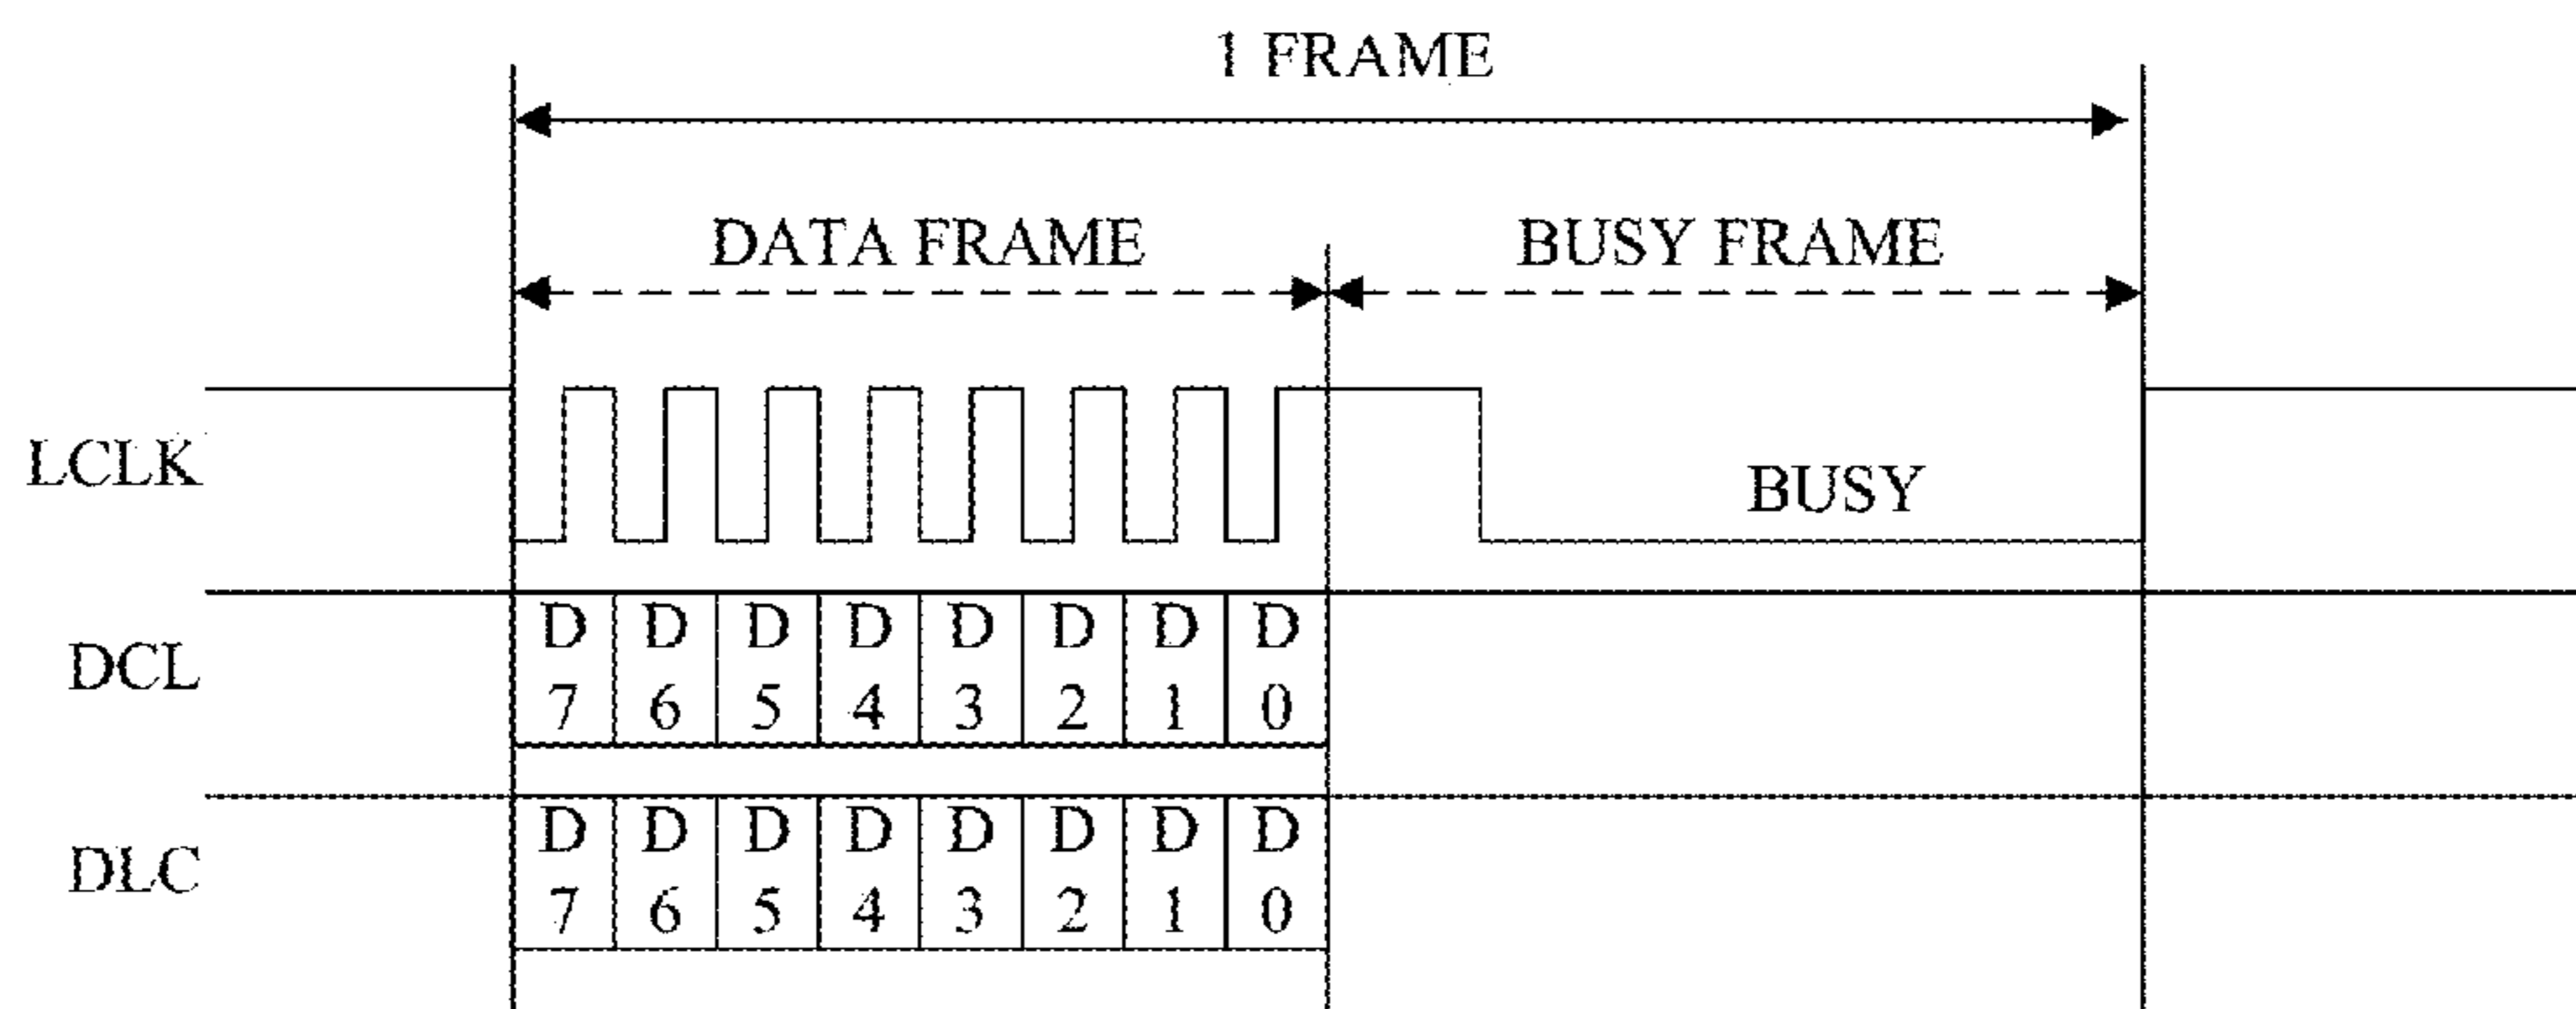 1 FRAME
DATA FRAME BUSY FRAME
LCLK BUSY
DCL D D D D D D D D
7 6 5 4 3 2 1 0
DLC D D D D D D D D
7 6 5 4 3 2 1 0